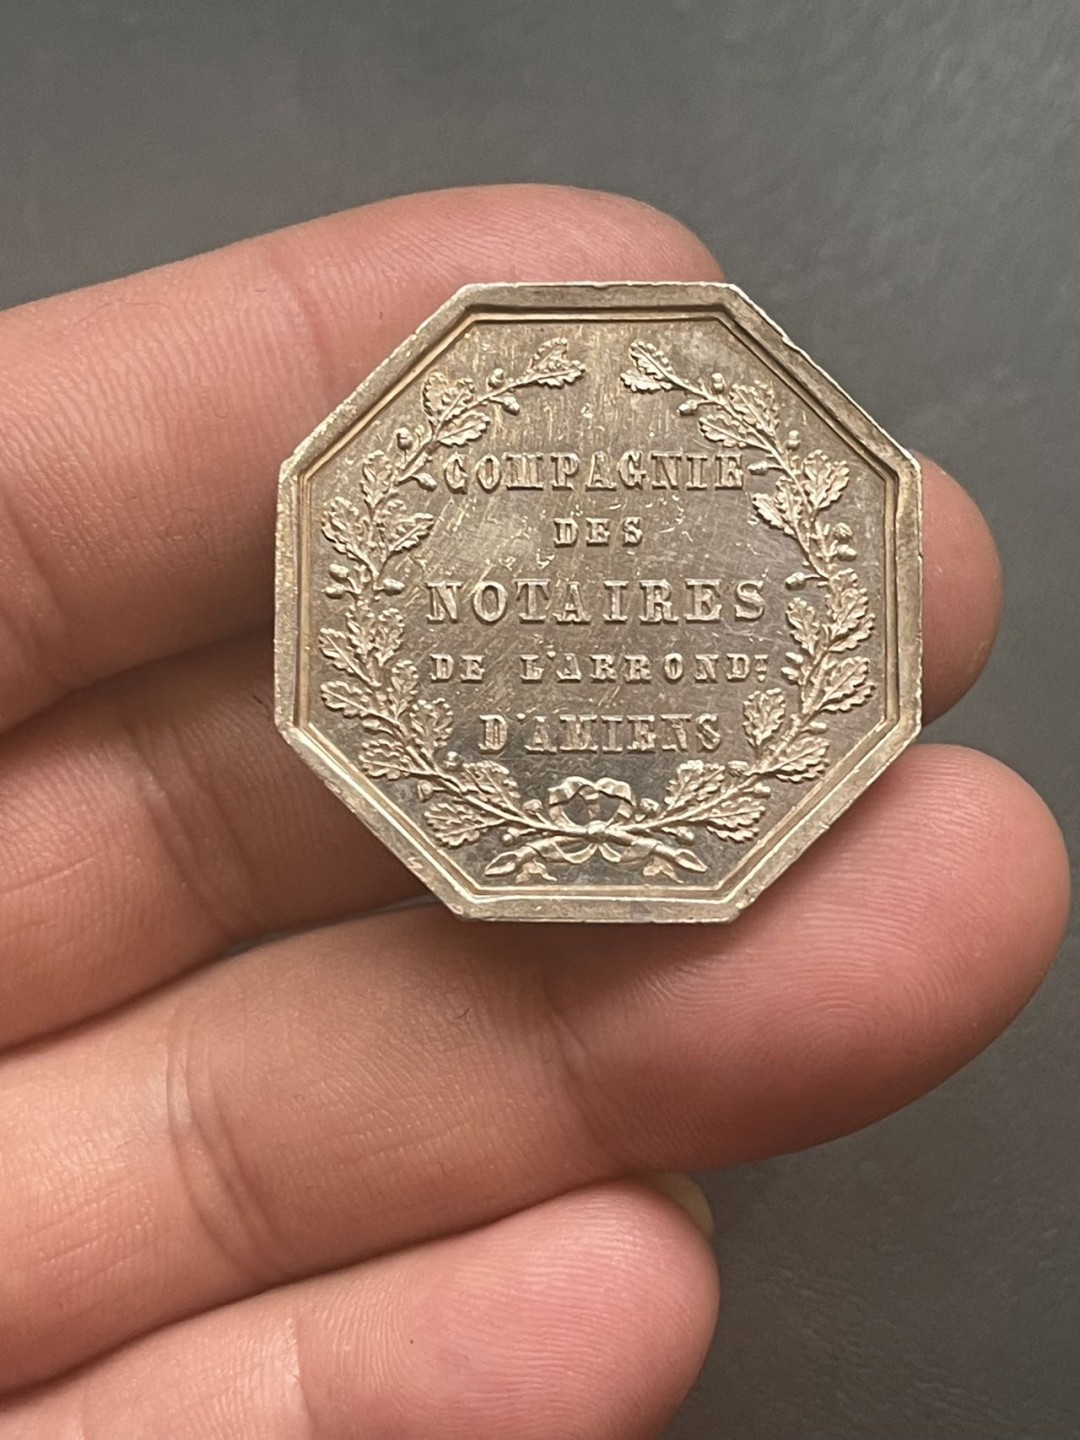 COMPAGNIE
DES
NOTAIRES
DE L'ARROND.T
D'AMIENS